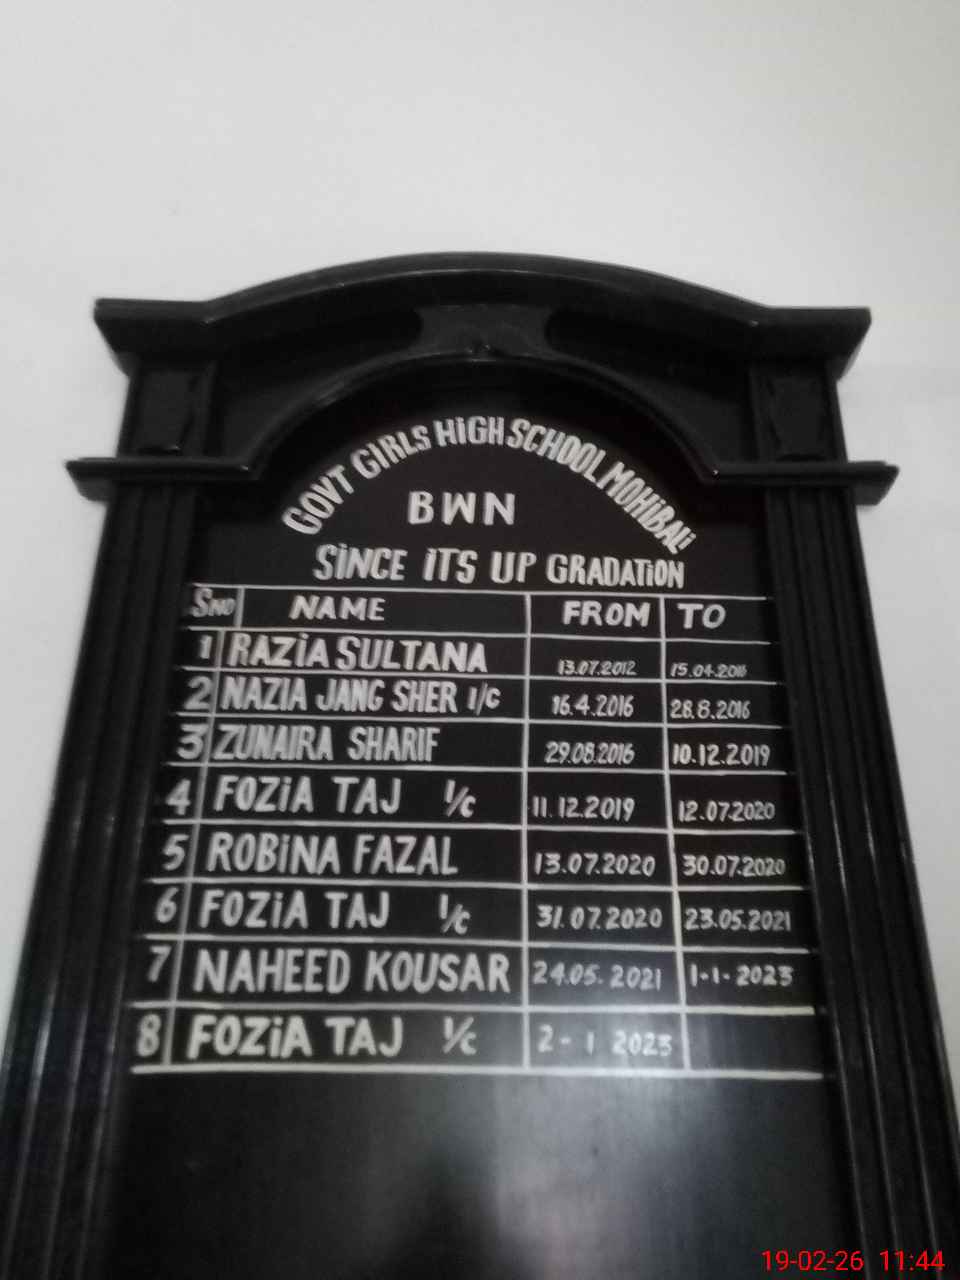 GOVT GIRLS HiGH SCHOOL MOHiBALi
BWN
SiNCE iTS UP GRADATiON
SNO NAME FROM TO
1 RAZiA SULTANA 13.07.2012 15.04.2016
2 NAZIA JANG SHER I/C 16.4.2016 28.8.2016
3 ZUNAIRA SHARIF 29.08.2016 10.12.2019
4 FOZiA TAJ I/C 11.12.2019 12.07.2020
5 ROBiNA FAZAL 13.07.2020 30.07.2020
6 FOZiA TAJ I/C 31.07.2020 23.05.2021
7 NAHEED KOUSAR 24.05.2021 1-1-2023
8 FOZiA TAJ I/C 2-1 2023
19-02-26 11:44